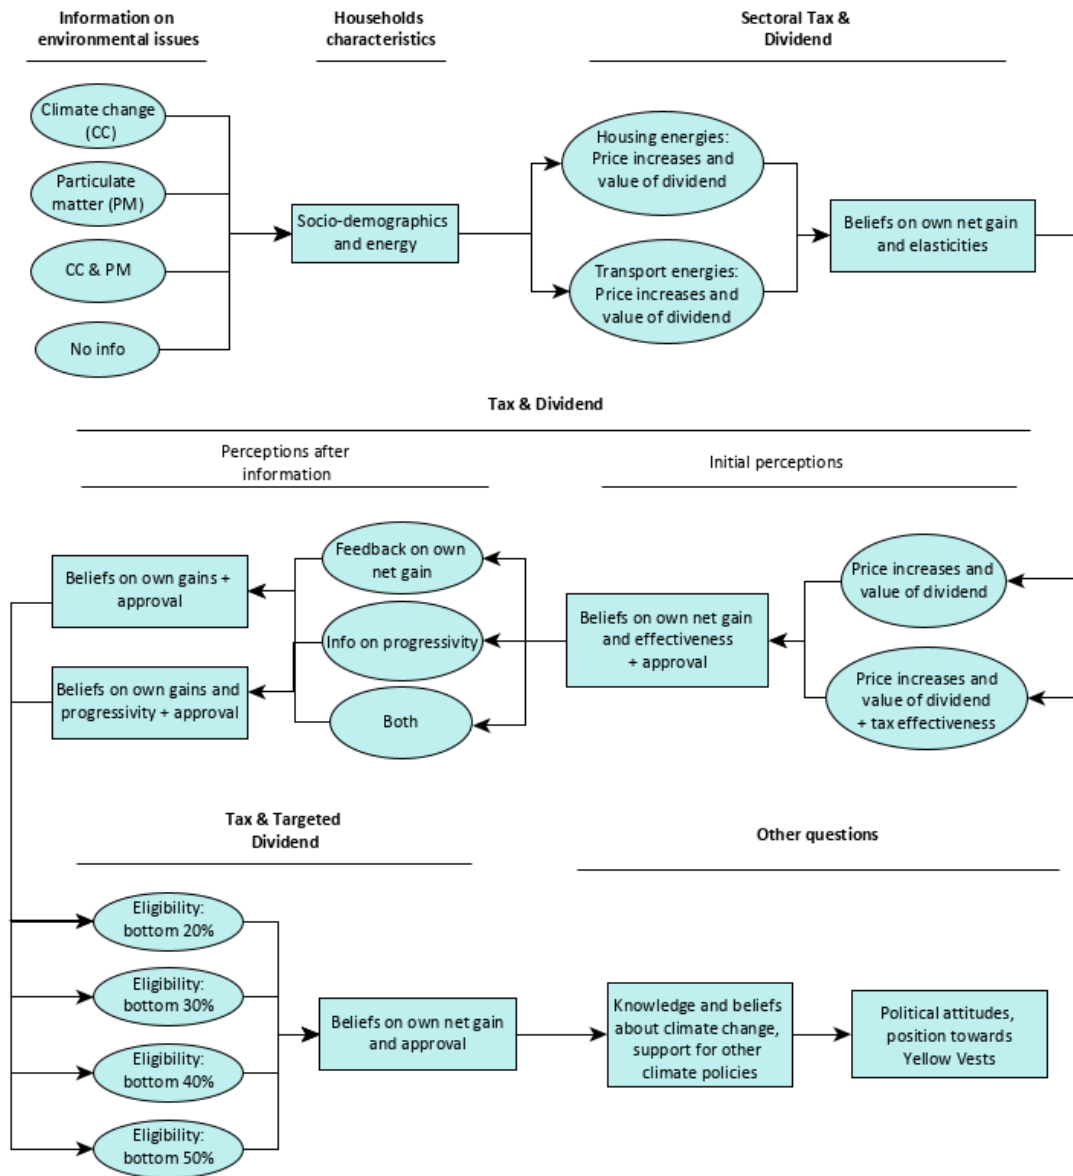 Information on
environmental issues
Households
characteristics
Sectoral Tax &
Dividend
Climate change
(CC)
Particulate
matter (PM)
CC & PM
No info
Socio-demographics
and energy
Housing energies:
Price increases and
value of dividend
Transport energies:
Price increases and
value of dividend
Beliefs on own net gain
and elasticities
Tax & Dividend
Perceptions after
information
Initial perceptions
Beliefs on own gains +
approval
Beliefs on own gains and
progressivity + approval
Feedback on own
net gain
Info on progressivity
Both
Beliefs on own net gain
and effectiveness
+ approval
Price increases and
value of dividend
Price increases and
value of dividend
+ tax effectiveness
Tax & Targeted
Dividend
Other questions
Eligibility:
bottom 20%
Eligibility:
bottom 30%
Eligibility:
bottom 40%
Eligibility:
bottom 50%
Beliefs on own net gain
and approval
Knowledge and beliefs
about climate change,
support for other
climate policies
Political attitudes,
position towards
Yellow Vests